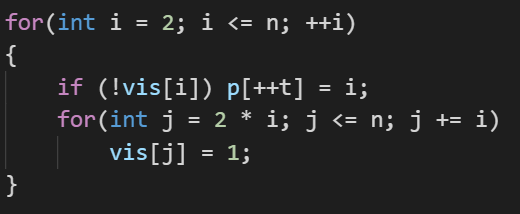 for(int i = 2; i <= n; ++i)
{
    if (!vis[i]) p[++t] = i;
    for(int j = 2 * i; j <= n; j += i)
        vis[j] = 1;
}